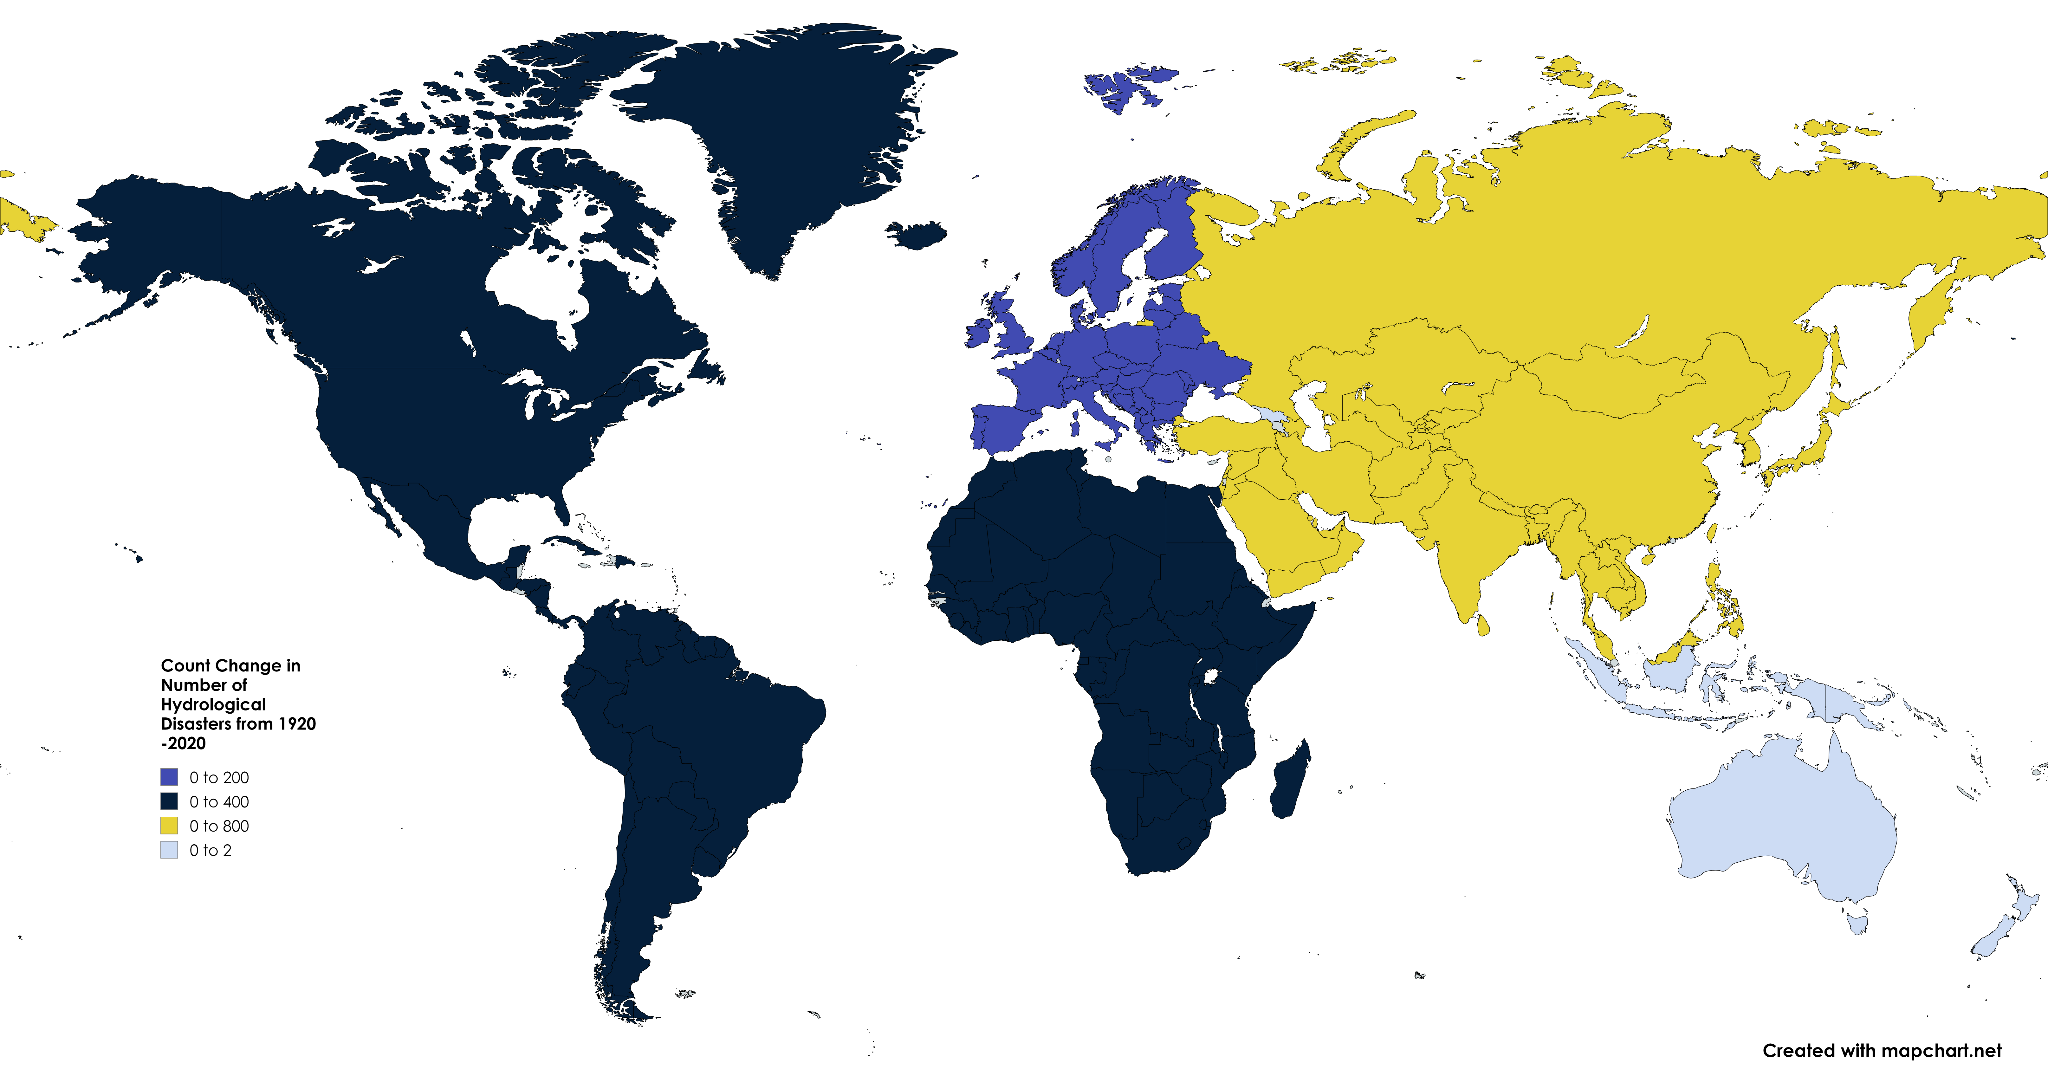 Count Change in
Number of
Hydrological
Disasters from 1920
-2020
0 to 200
0 to 400
0 to 800
0 to 2
Created with mapchart.net